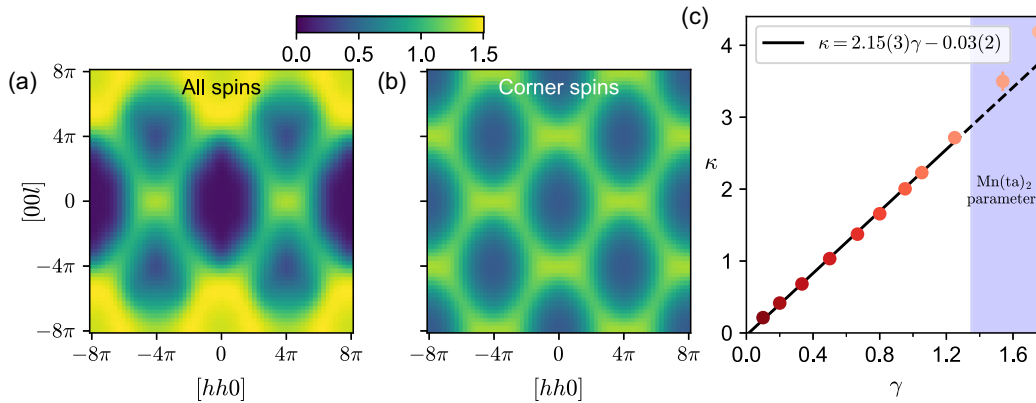 0.0 0.5 1.0 1.5
(a)
All spins
8π
4π
0
−4π
−8π
[00l]
−8π −4π 0 4π 8π
[hh0]
(b)
Corner spins
−8π −4π 0 4π 8π
[hh0]
(c)
κ = 2.15(3)γ − 0.03(2)
4
3
2
1
0
κ
Mn(ta)₂
parameter
0.0 0.4 0.8 1.2 1.6
γ